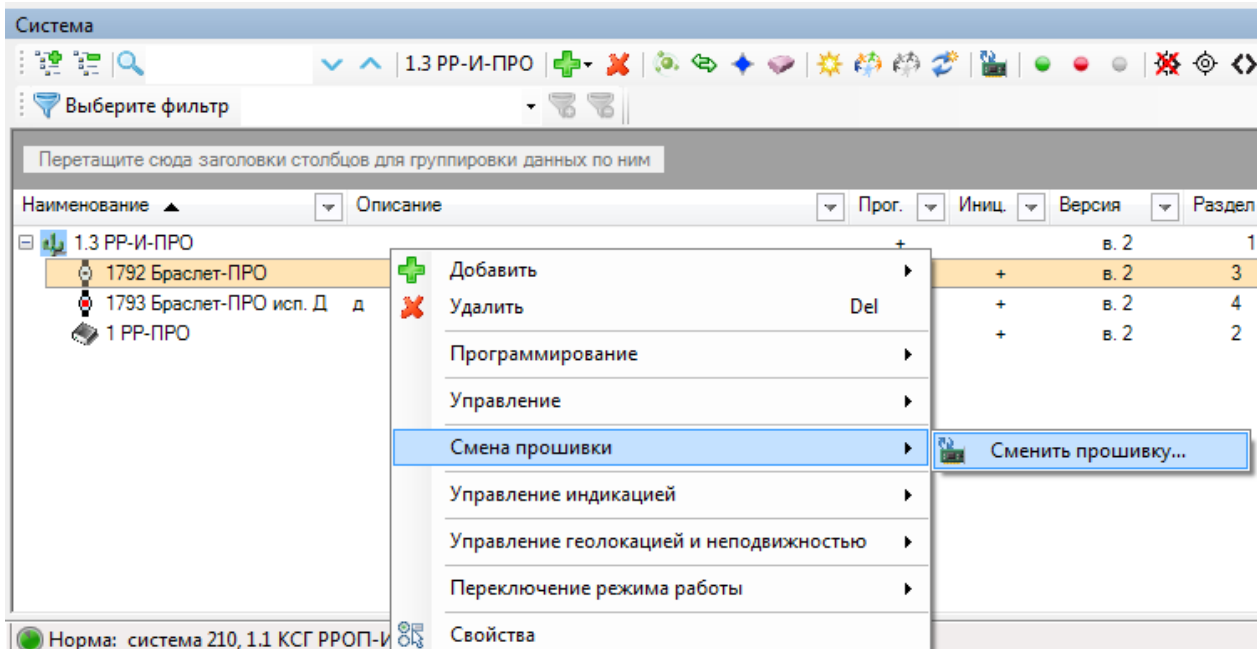 Система
1.3 РР-И-ПРО
Выберите фильтр
Перетащите сюда заголовки столбцов для группировки данных по ним
Наименование Описание Прог. Иниц. Версия Раздел
1.3 РР-И-ПРО + в. 2 1
1792 Браслет-ПРО + в. 2 3
1793 Браслет-ПРО исп. Д д + в. 2 4
1 РР-ПРО + в. 2 2
Добавить
Удалить Del
Программирование
Управление
Смена прошивки
Сменить прошивку...
Управление индикацией
Управление геолокацией и неподвижностью
Переключение режима работы
Свойства
Норма: система 210, 1.1 КСГ РРОП-И